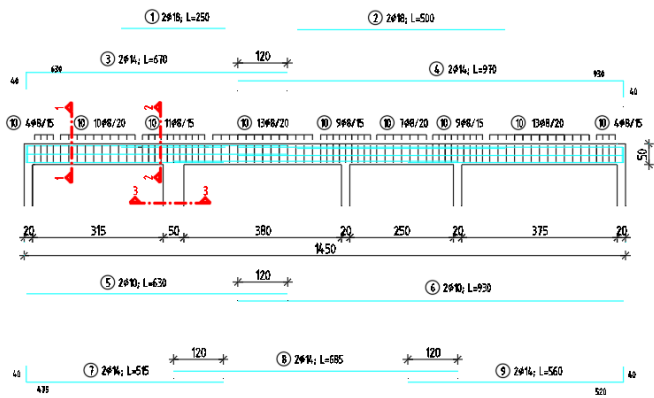 ① 2ϕ18; L=250
② 2ϕ18; L=500
③ 2ϕ14; L=670
120
40
630
④ 2ϕ14; L=970
930
40
⑩ 4ϕ8/15
⑩ 10ϕ8/20
⑩ 11ϕ8/15
⑩ 13ϕ8/20
⑩ 9ϕ8/15
⑩ 7ϕ8/20
⑩ 9ϕ8/15
⑩ 13ϕ8/20
⑩ 4ϕ8/15
1
2
50
1
2
3
3
20
315
50
380
20
250
20
375
20
1450
120
⑤ 2ϕ10; L=630
⑥ 2ϕ10; L=930
120
120
⑦ 2ϕ14; L=515
⑧ 2ϕ14; L=685
⑨ 2ϕ14; L=560
40
475
40
520